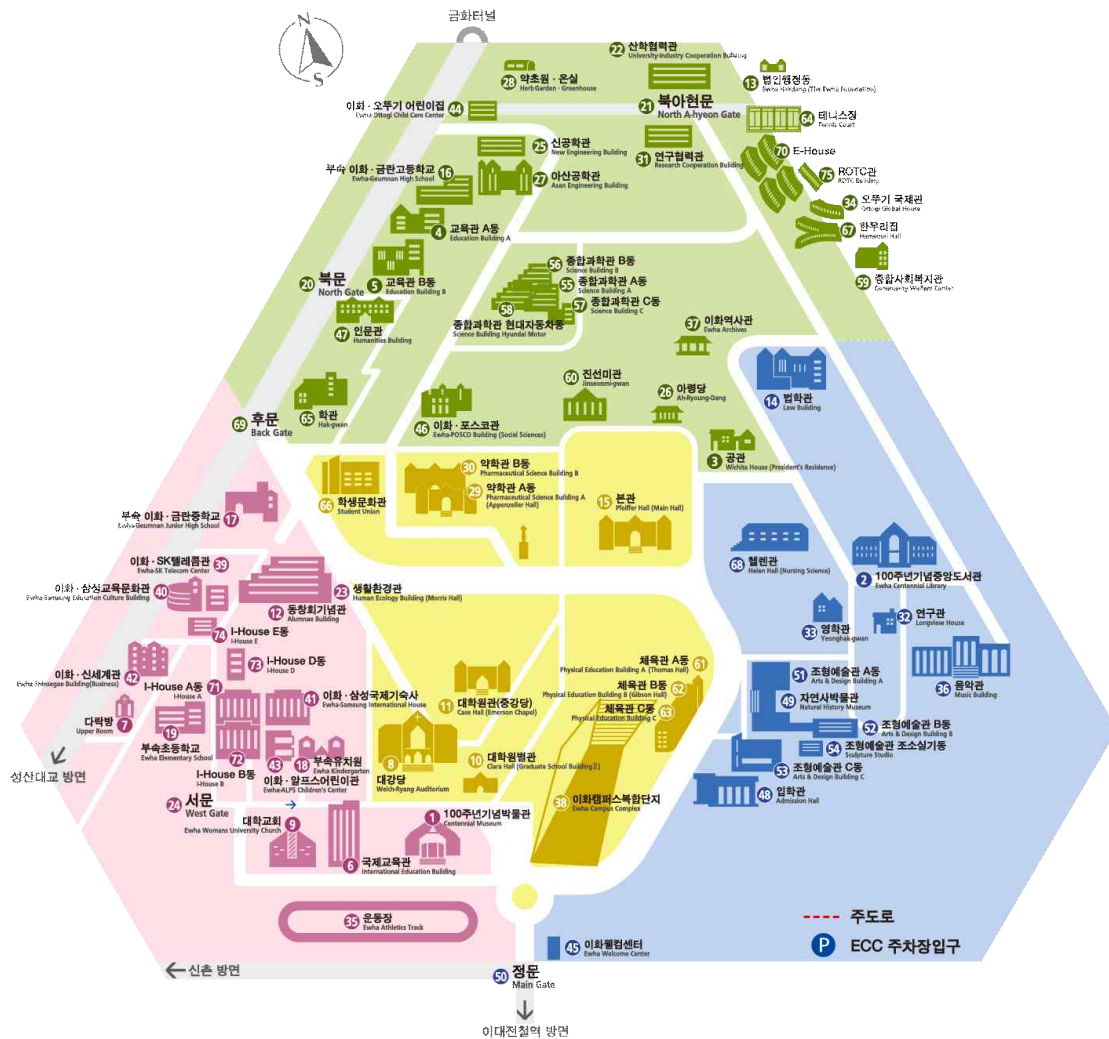 금화터널
N
S
22 산학협력관
University-Industry Cooperation Building
28 약초원 · 온실
Herb Garden · Greenhouse
13 법인행정동
Ewha Hakdang (The Ewha Foundation)
이화 · 오뚜기 어린이집 44
Ewha Ottogi Child Care Center
21 북아현문
North A-hyeon Gate
64 테니스장
Tennis Court
25 신공학관
New Engineering Building
31 연구협력관
Research Cooperation Building
70 E-House
부속 이화 · 금란고등학교
16
Ewha-Geumnan High School
27 아산공학관
Asan Engineering Building
75 ROTC관
ROTC Building
34 오뚜기 국제관
Ottogi Global House
4 교육관 A동
Education Building A
67 한우리집
Hanwoori Hall
20 북문
North Gate
5 교육관 B동
Education Building B
56 종합과학관 B동
Science Building B
55 종합과학관 A동
Science Building A
57 종합과학관 C동
Science Building C
58
종합과학관 현대자동차동
Science Building Hyundai Motor
59 종합사회복지관
Community Welfare Center
47 인문관
Humanities Building
37 이화역사관
Ewha Archives
60 진선미관
Jinseonmi-gwan
26 아령당
Ah-Ryoung-Dang
14 법학관
Law Building
69 후문
Back Gate
65 학관
Hak-gwan
46 이화 · 포스코관
Ewha-POSCO Building (Social Sciences)
3 공관
Wichita House (President's Residence)
66 학생문화관
Student Union
30 약학관 B동
Pharmaceutical Science Building B
29 약학관 A동
Pharmaceutical Science Building A
(Appenzeller Hall)
15 본관
Pfeiffer Hall (Main Hall)
부속 이화 · 금란중학교
17
Ewha-Geumnan Junior High School
이화 · SK텔레콤관 39
Ewha-SK Telecom Center
이화 · 삼성교육문화관 40
Ewha-Samsung Education Culture Building
23 생활환경관
Human Ecology Building (Morris Hall)
12 동창회기념관
Alumnae Building
68 헬렌관
Helen Hall (Nursing Science)
2 100주년기념중앙도서관
Ewha Centennial Library
74 I-House E동
I-House E
33 영학관
Yeonghak-gwan
32 연구관
Longview House
이화 · 신세계관 42
Ewha-Shinsegae Building(Business)
73 I-House D동
I-House D
I-House A동 71
I-House A
41 이화 · 삼성국제기숙사
Ewha-Samsung International House
11 대학원관(중강당)
Case Hall (Emerson Chapel)
체육관 A동 61
Physical Education Building A (Thomas Hall)
체육관 B동 62
Physical Education Building B (Gibson Hall)
체육관 C동 63
Physical Education Building C
51 조형예술관 A동
Arts & Design Building A
49 자연사박물관
Natural History Museum
36 음악관
Music Building
다락방 7
Upper Room
19
부속초등학교
Ewha Elementary School
52 조형예술관 B동
Arts & Design Building B
54 조형예술관 조소실기동
Sculpture Studio
72
I-House B동
I-House B
43 18 부속유치원
Ewha Kindergarten
이화 · 알프스어린이관
Ewha-ALPS Children's Center
8
대강당
Welch-Ryang Auditorium
10 대학원별관
Clara Hall (Graduate School Building Ⅱ)
53 조형예술관 C동
Arts & Design Building C
48 입학관
Admission Hall
성산대교 방면
24 서문
West Gate
38 이화캠퍼스복합단지
Ewha Campus Complex
대학교회 9
Ewha Womans University Church
1 100주년기념박물관
Centennial Museum
6 국제교육관
International Education Building
35 운동장
Ewha Athletics Track
주도로
P ECC 주차장입구
45 이화웰컴센터
Ewha Welcome Center
신촌 방면
50 정문
Main Gate
이대전철역 방면